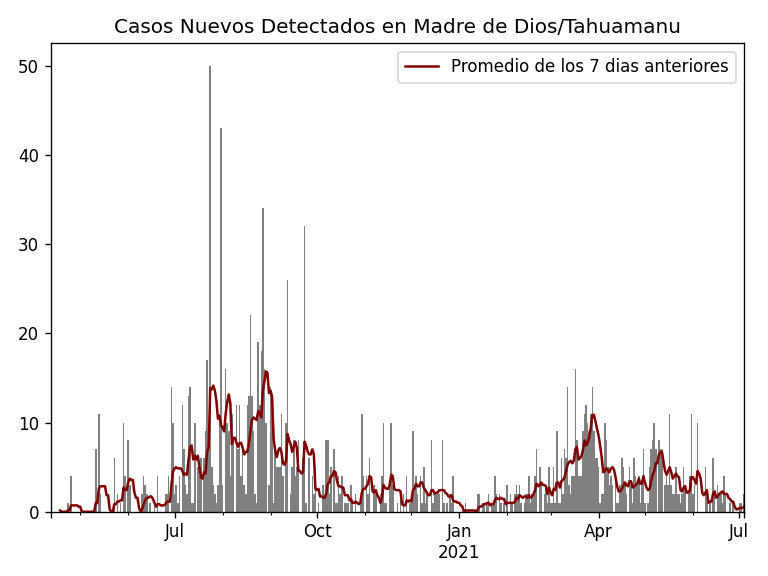 Casos Nuevos Detectados en Madre de Dios/Tahuamanu
Promedio de los 7 dias anteriores
50
40
30
20
10
0
Jul Oct Jan Apr Jul
2021